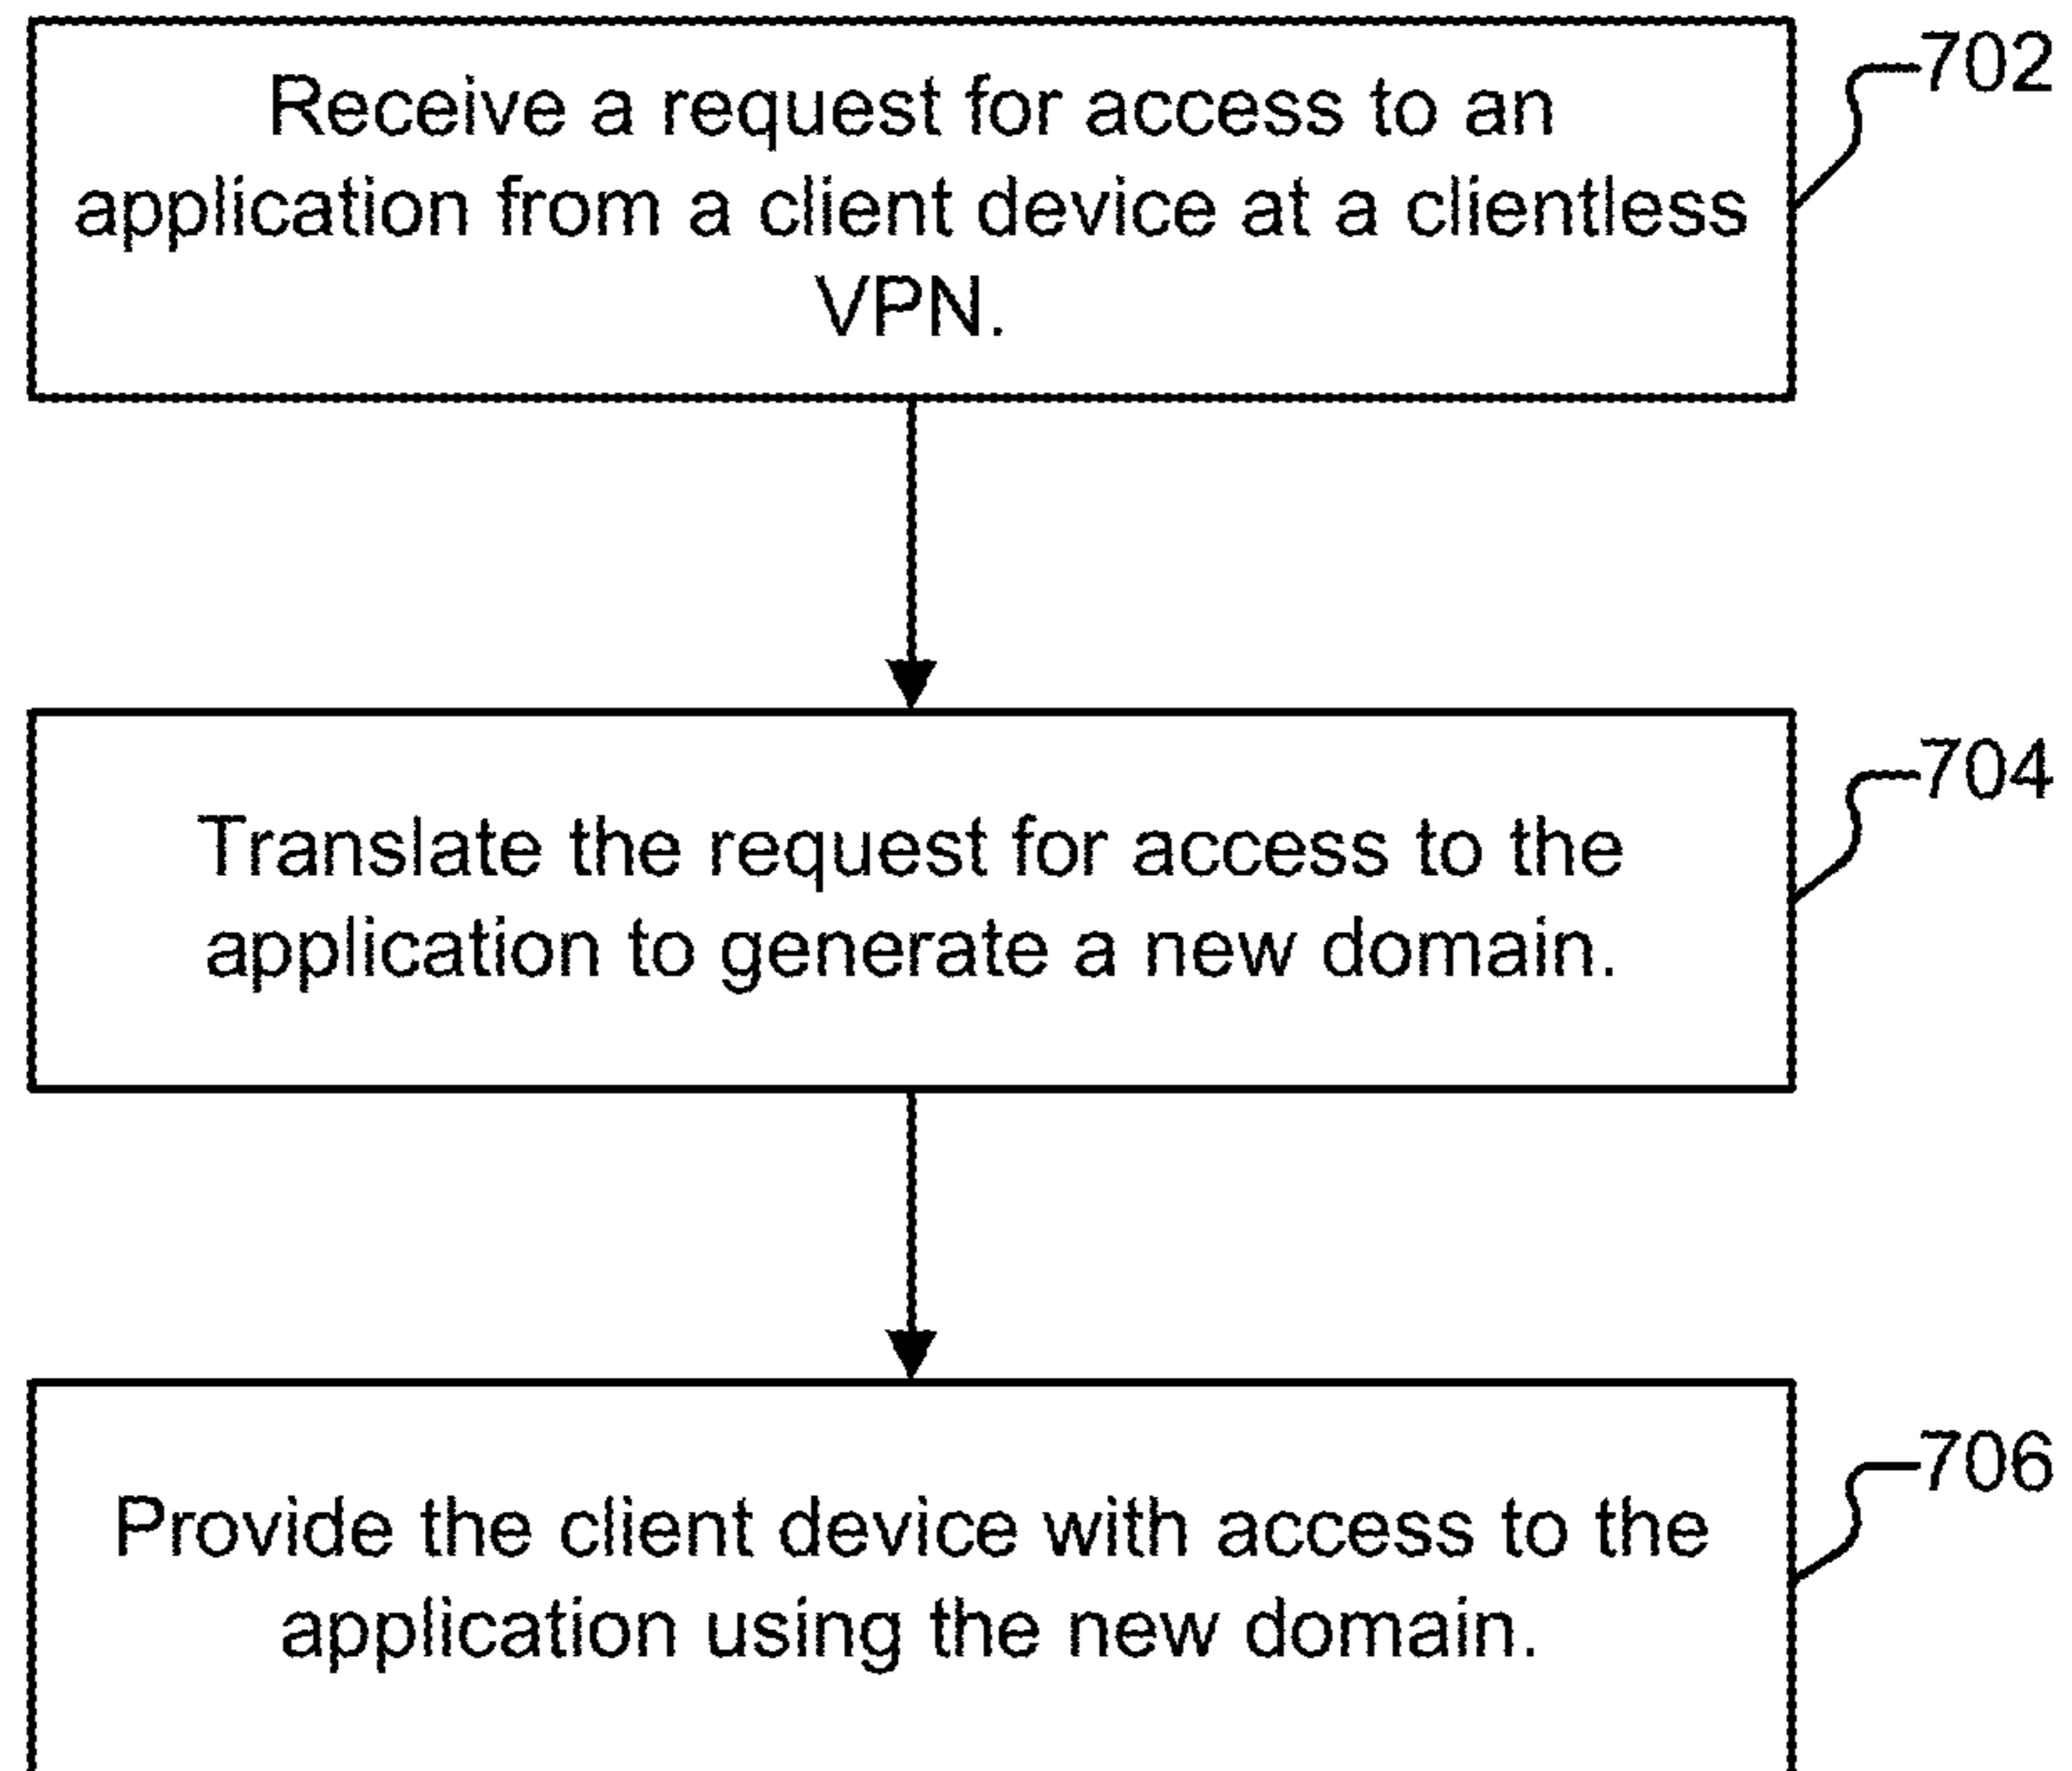 Receive a request for access to an
application from a client device at a clientless
VPN.
702
Translate the request for access to the
application to generate a new domain.
704
Provide the client device with access to the
application using the new domain.
706